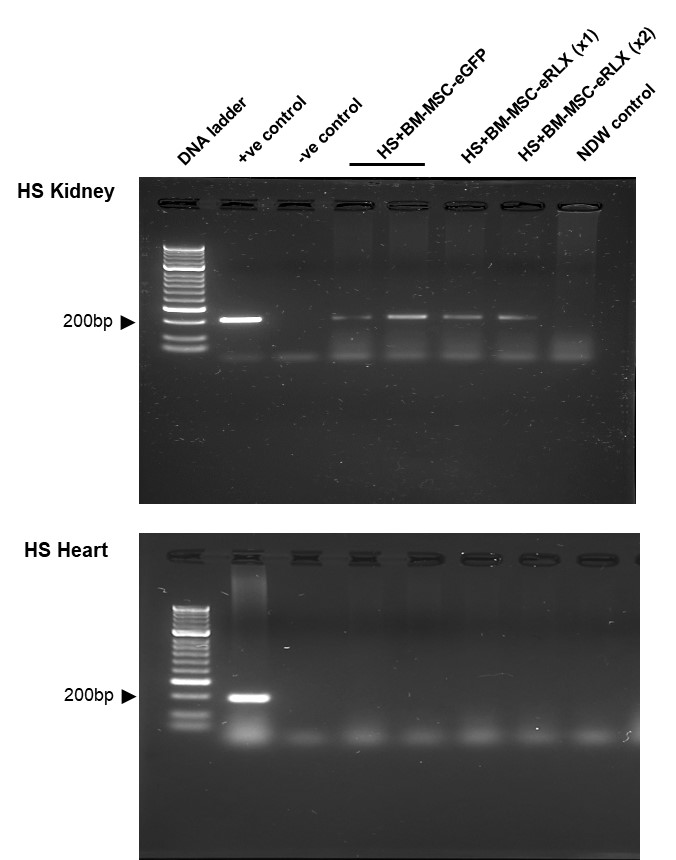 DNA ladder
+ve control
-ve control
HS+BM-MSC-eGFP
HS+BM-MSC-eRLX (x1)
HS+BM-MSC-eRLX (x2)
NDW control
HS Kidney
200bp
HS Heart
200bp